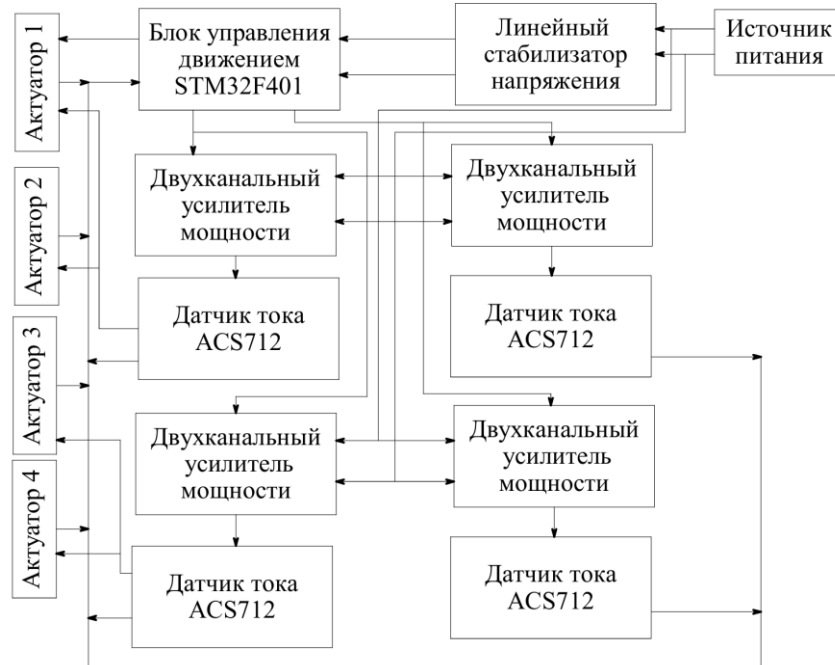 Актуатор 1
Блок управления
движением
STM32F401
Линейный
стабилизатор
напряжения
Источник
питания
Актуатор 2
Двухканальный
усилитель
мощности
Двухканальный
усилитель
мощности
Датчик тока
ACS712
Датчик тока
ACS712
Актуатор 3
Двухканальный
усилитель
мощности
Двухканальный
усилитель
мощности
Актуатор 4
Датчик тока
ACS712
Датчик тока
ACS712